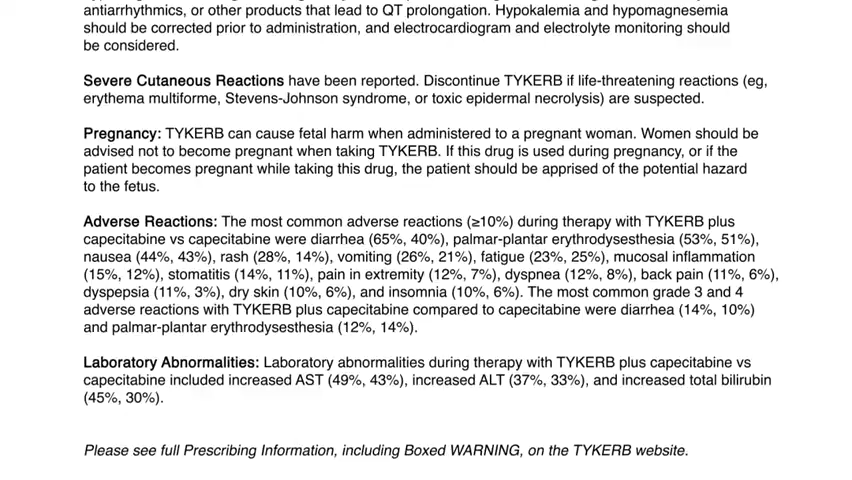 antiarrhythmics, or other products that lead to QT prolongation. Hypokalemia and hypomagnesemia
should be corrected prior to administration, and electrocardiogram and electrolyte monitoring should
be considered.
Severe Cutaneous Reactions have been reported. Discontinue TYKERB if life-threatening reactions (eg,
erythema multiforme, Stevens-Johnson syndrome, or toxic epidermal necrolysis) are suspected.
Pregnancy: TYKERB can cause fetal harm when administered to a pregnant woman. Women should be
advised not to become pregnant when taking TYKERB. If this drug is used during pregnancy, or if the
patient becomes pregnant while taking this drug, the patient should be apprised of the potential hazard
to the fetus.
Adverse Reactions: The most common adverse reactions (≥10%) during therapy with TYKERB plus
capecitabine vs capecitabine were diarrhea (65%, 40%), palmar-plantar erythrodysesthesia (53%, 51%),
nausea (44%, 43%), rash (28%, 14%), vomiting (26%, 21%), fatigue (23%, 25%), mucosal inflammation
(15%, 12%), stomatitis (14%, 11%), pain in extremity (12%, 7%), dyspnea (12%, 8%), back pain (11%, 6%),
dyspepsia (11%, 3%), dry skin (10%, 6%), and insomnia (10%, 6%). The most common grade 3 and 4
adverse reactions with TYKERB plus capecitabine compared to capecitabine were diarrhea (14%, 10%)
and palmar-plantar erythrodysesthesia (12%, 14%).
Laboratory Abnormalities: Laboratory abnormalities during therapy with TYKERB plus capecitabine vs
capecitabine included increased AST (49%, 43%), increased ALT (37%, 33%), and increased total bilirubin
(45%, 30%).
Please see full Prescribing Information, including Boxed WARNING, on the TYKERB website.